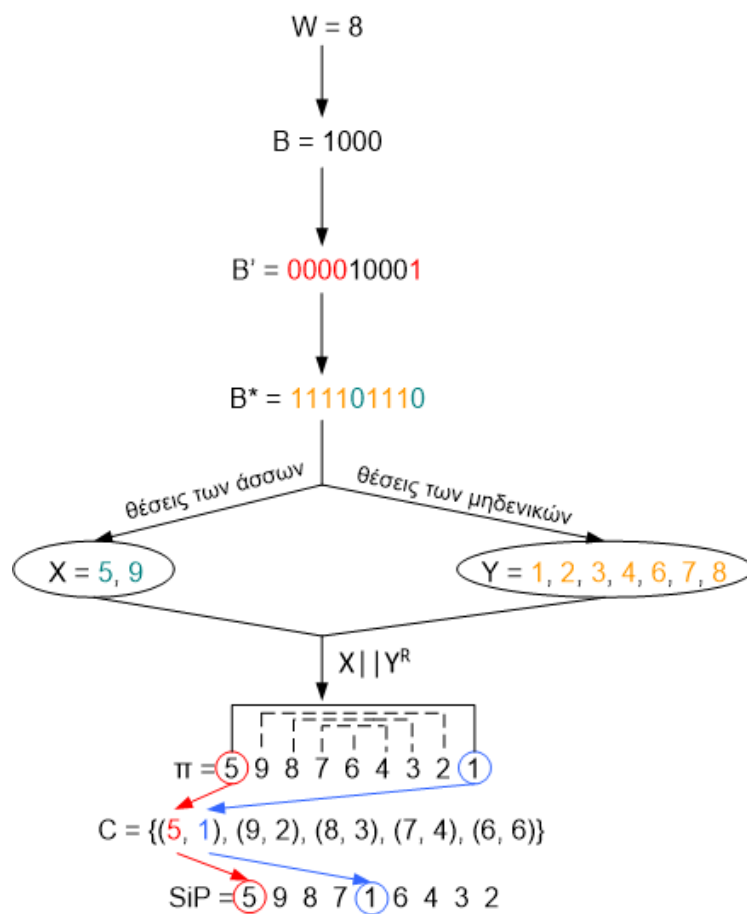 W = 8
B = 1000
B' = 000010001
B* = 111101110
θέσεις των άσσων
θέσεις των μηδενικών
X = 5, 9
Y = 1, 2, 3, 4, 6, 7, 8
X||Yᴿ
π = 5 9 8 7 6 4 3 2 1
C = {(5, 1), (9, 2), (8, 3), (7, 4), (6, 6)}
SiP = 5 9 8 7 1 6 4 3 2